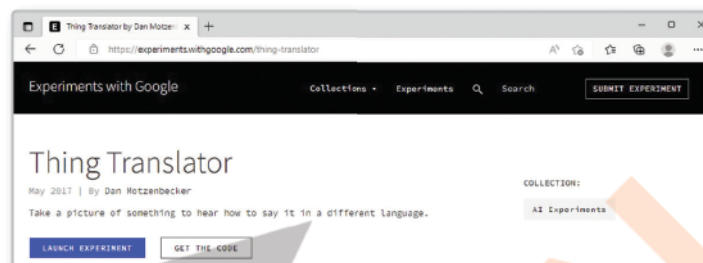 Thing Translator by Dan Motzen
https://experiments.withgoogle.com/thing-translator
Experiments with Google
Collections
Experiments
Search
SUBMIT EXPERIMENT
Thing Translator
May 2017 | By Dan Motzenbecker
Take a picture of something to hear how to say it in a different language.
LAUNCH EXPERIMENT
GET THE CODE
COLLECTION:
AI Experiments